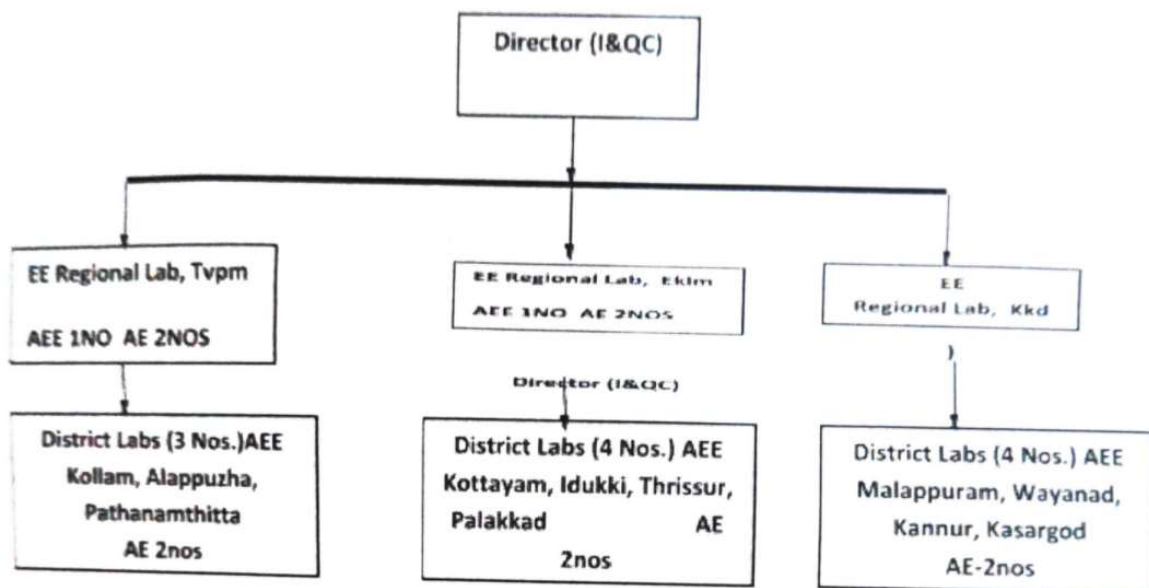 Director (I&QC)
EE Regional Lab, Tvpm
AEE 1NO AE 2NOS
EE Regional Lab, Eklm
AEE 1NO AE 2NOS
EE
Regional Lab, Kkd
)
Director (I&QC)
District Labs (3 Nos.)AEE
Kollam, Alappuzha,
Pathanamthitta
AE 2nos
District Labs (4 Nos.) AEE
Kottayam, Idukki, Thrissur,
Palakkad AE
2nos
District Labs (4 Nos.) AEE
Malappuram, Wayanad,
Kannur, Kasargod
AE-2nos